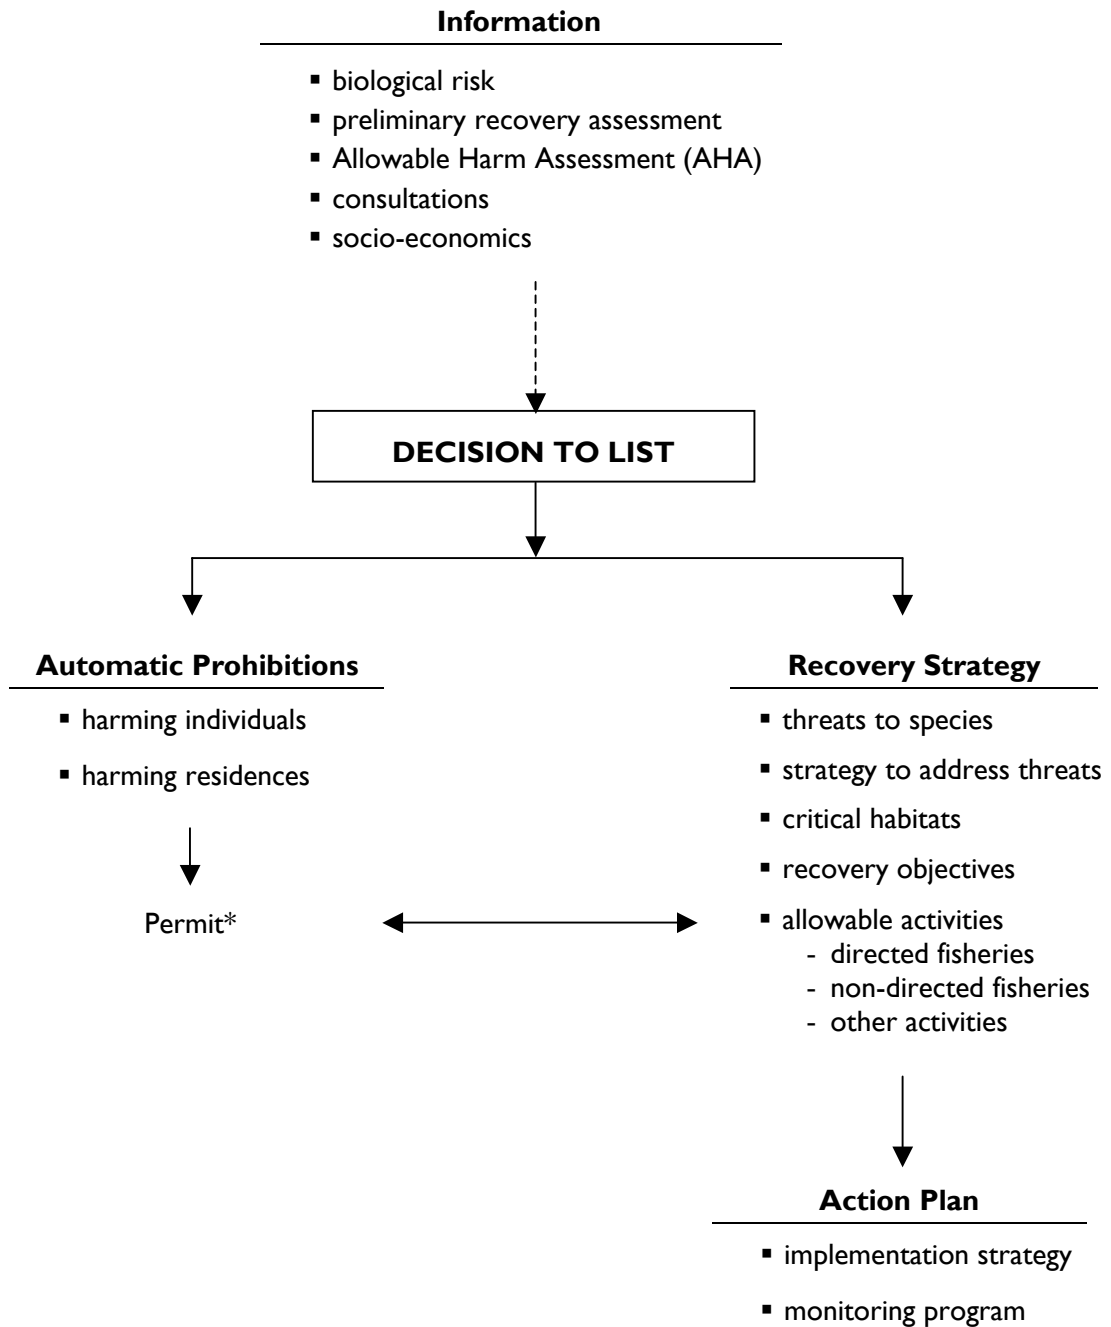 Information
▪ biological risk
▪ preliminary recovery assessment
▪ Allowable Harm Assessment (AHA)
▪ consultations
▪ socio-economics
DECISION TO LIST
Automatic Prohibitions
▪ harming individuals
▪ harming residences
Permit*
Recovery Strategy
▪ threats to species
▪ strategy to address threats
▪ critical habitats
▪ recovery objectives
▪ allowable activities
- directed fisheries
- non-directed fisheries
- other activities
Action Plan
▪ implementation strategy
▪ monitoring program